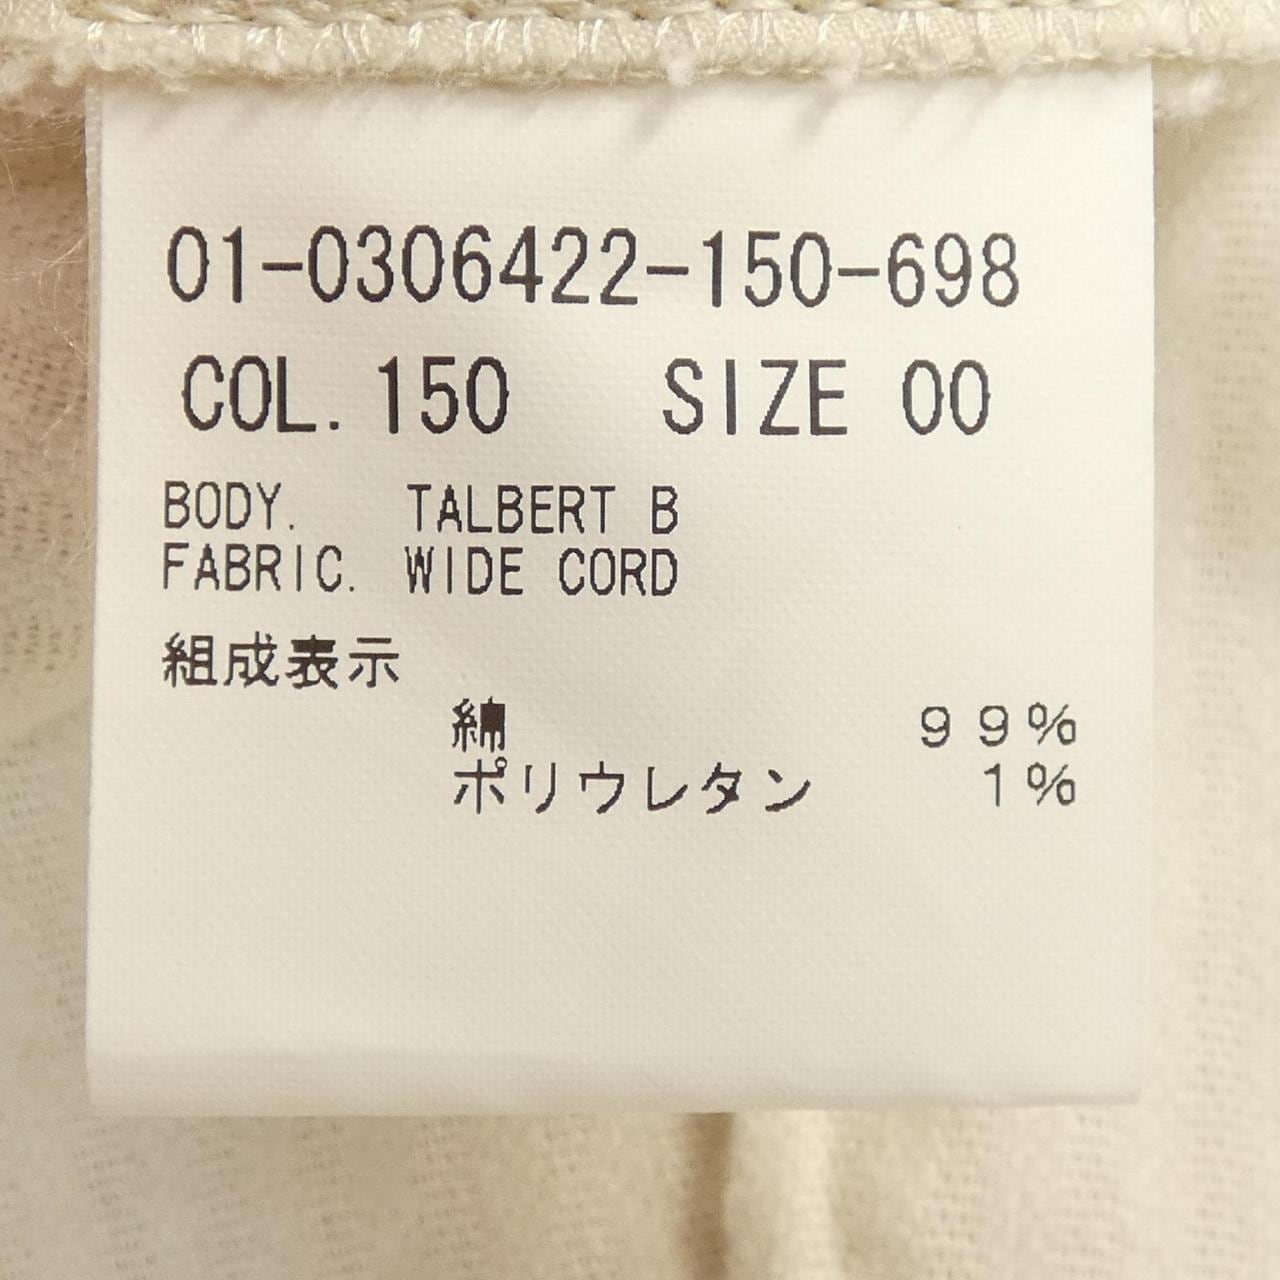 01-0306422-150-698
COL. 150 SIZE 00
BODY. TALBERT B
FABRIC. WIDE CORD
組成表示
綿 99%
ポリウレタン 1%